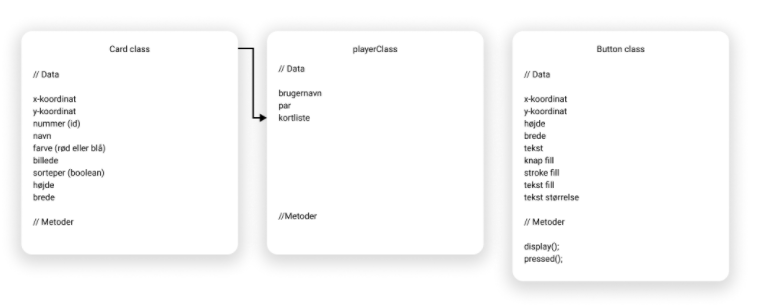 Card class
// Data
x-koordinat
y-koordinat
nummer (id)
navn
farve (rød eller blå)
billede
sorteper (boolean)
højde
brede
// Metoder
playerClass
// Data
brugernavn
par
kortliste
//Metoder
Button class
// Data
x-koordinat
y-koordinat
højde
brede
tekst
knap fill
stroke fill
tekst fill
tekst størrelse
// Metoder
display();
pressed();